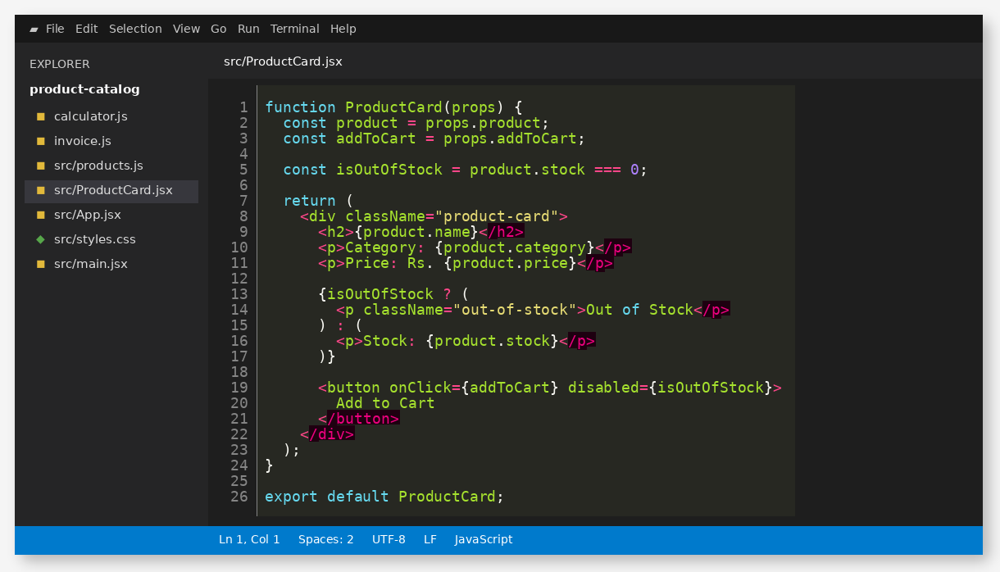 File Edit Selection View Go Run Terminal Help
EXPLORER
product-catalog
calculator.js
invoice.js
src/products.js
src/ProductCard.jsx
src/App.jsx
src/styles.css
src/main.jsx
src/ProductCard.jsx
1 function ProductCard(props) {
2   const product = props.product;
3   const addToCart = props.addToCart;
4
5   const isOutOfStock = product.stock === 0;
6
7   return (
8     <div className="product-card">
9       <h2>{product.name}</h2>
10       <p>Category: {product.category}</p>
11       <p>Price: Rs. {product.price}</p>
12
13       {isOutOfStock ? (
14         <p className="out-of-stock">Out of Stock</p>
15       ) : (
16         <p>Stock: {product.stock}</p>
17       )}
18
19       <button onClick={addToCart} disabled={isOutOfStock}>
20         Add to Cart
21       </button>
22     </div>
23   );
24 }
25
26 export default ProductCard;
Ln 1, Col 1 Spaces: 2 UTF-8 LF JavaScript